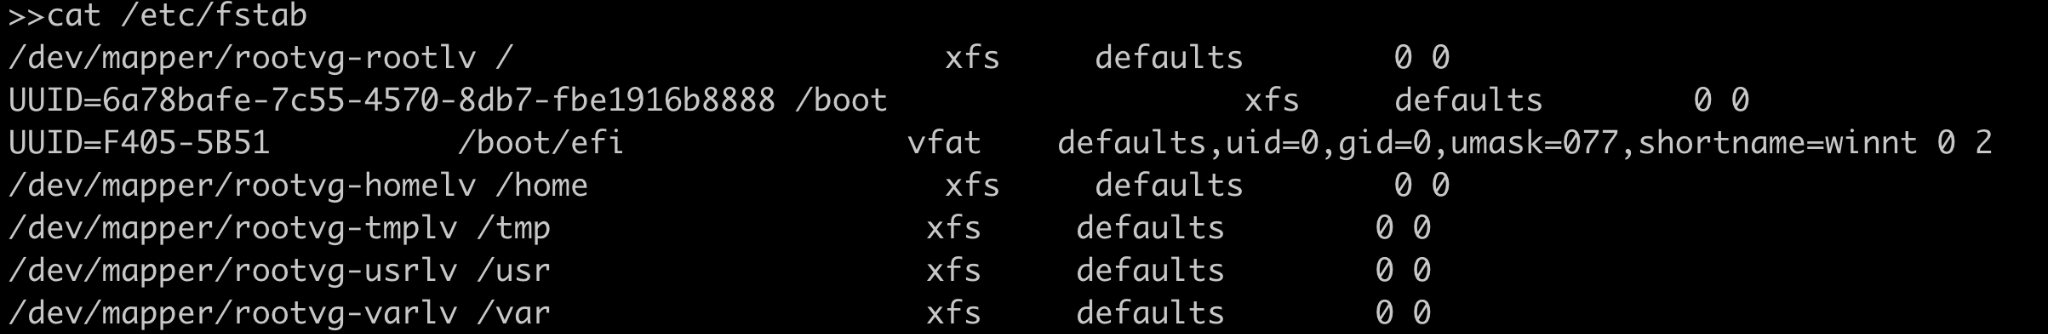 >>cat /etc/fstab
/dev/mapper/rootvg-rootlv /                       xfs     defaults        0 0
UUID=6a78bafe-7c55-4570-8db7-fbe1916b8888 /boot                   xfs     defaults        0 0
UUID=F405-5B51          /boot/efi               vfat    defaults,uid=0,gid=0,umask=077,shortname=winnt 0 2
/dev/mapper/rootvg-homelv /home                   xfs     defaults        0 0
/dev/mapper/rootvg-tmplv /tmp                    xfs     defaults        0 0
/dev/mapper/rootvg-usrlv /usr                    xfs     defaults        0 0
/dev/mapper/rootvg-varlv /var                    xfs     defaults        0 0